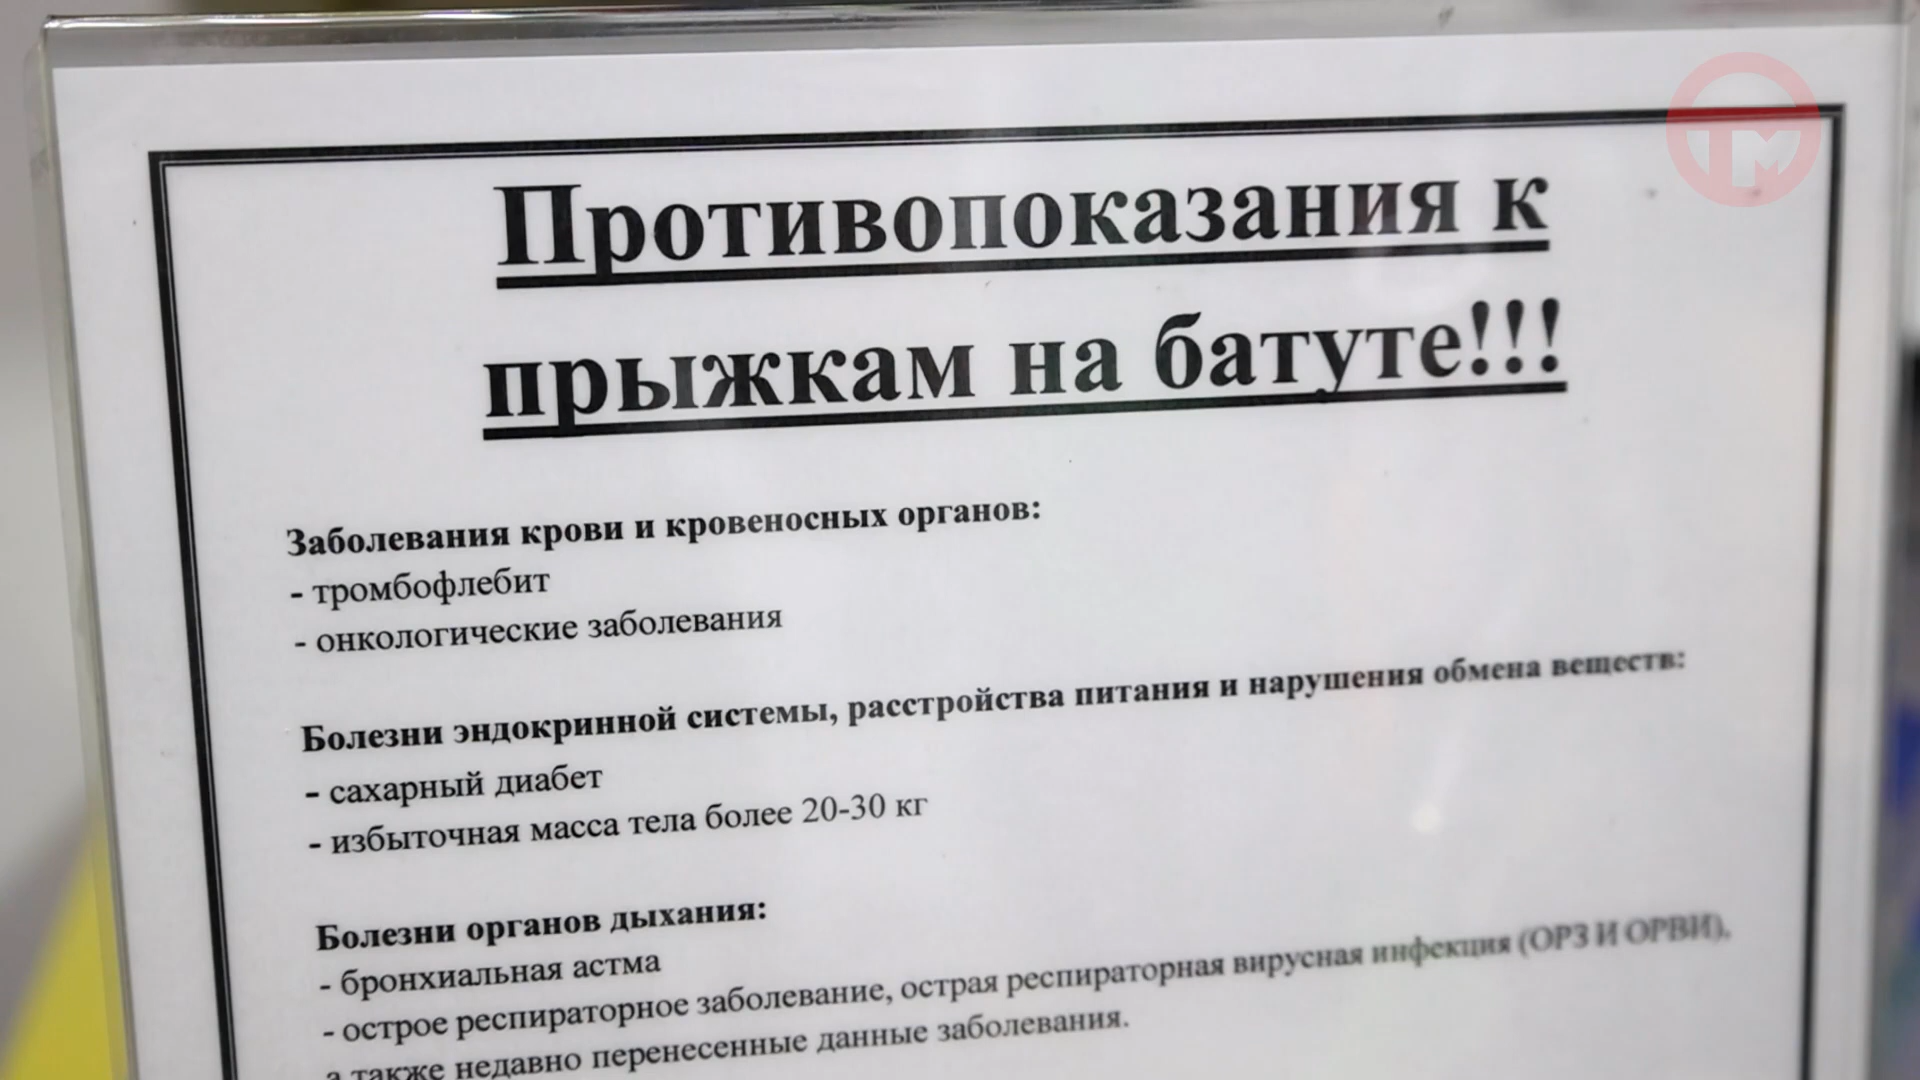 Противопоказания к
прыжкам на батуте!!!
Заболевания крови и кровеносных органов:
- тромбофлебит
- онкологические заболевания
Болезни эндокринной системы, расстройства питания и нарушения обмена веществ:
- сахарный диабет
- избыточная масса тела более 20-30 кг
Болезни органов дыхания:
- бронхиальная астма
- острое респираторное заболевание, острая респираторная вирусная инфекция (ОРЗ И ОРВИ),
а также недавно перенесенные данные заболевания.
ТМ